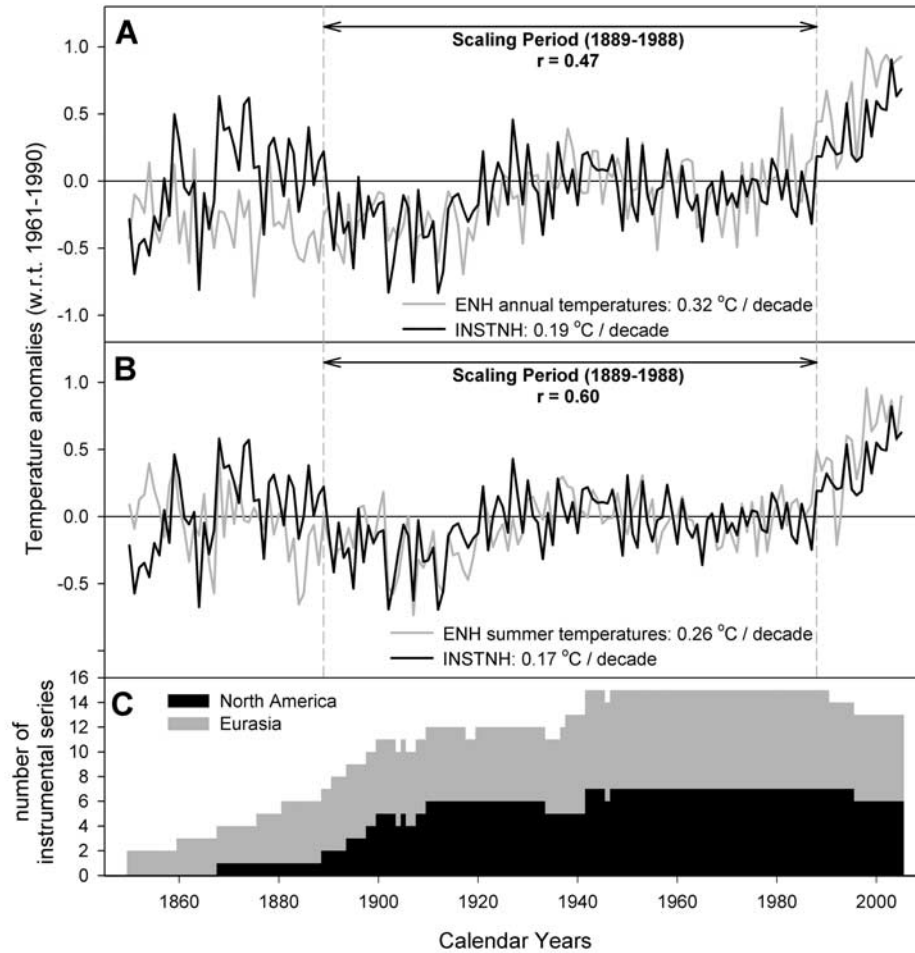 A
Scaling Period (1889-1988)
r = 0.47
1.0
0.5
0.0
-0.5
-1.0
ENH annual temperatures: 0.32 °C / decade
INSTNH: 0.19 °C / decade
Temperature anomalies (w.r.t. 1961-1990)
B
Scaling Period (1889-1988)
r = 0.60
1.0
0.5
0.0
-0.5
ENH summer temperatures: 0.26 °C / decade
INSTNH: 0.17 °C / decade
C
North America
Eurasia
number of
instrumental series
16
14
12
10
8
6
4
2
0
1860 1880 1900 1920 1940 1960 1980 2000
Calendar Years